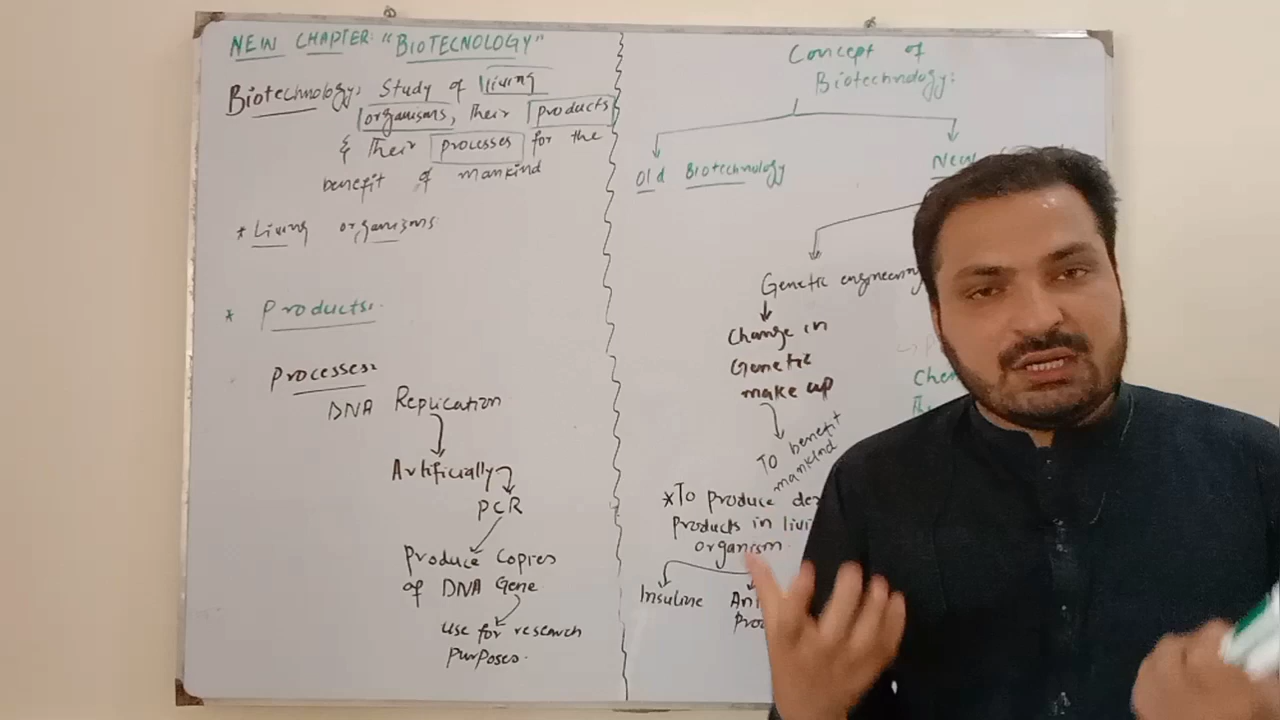 NEW CHAPTER: "BIOTECNOLOGY"
Biotechnology: Study of living
organisms, Their products
& Their processes for the
benefit of mankind
* Living organisms
* Products:
Processes:
DNA Replication
Artificially
PCR
Produce Copies
of DNA Gene
use for research
purposes.
Concept of
Biotechnology:
Old Biotechnology
New
Genetic engineering
Change in
Genetic
make up
To benefit
mankind
*To produce
products in
organism
Insuline